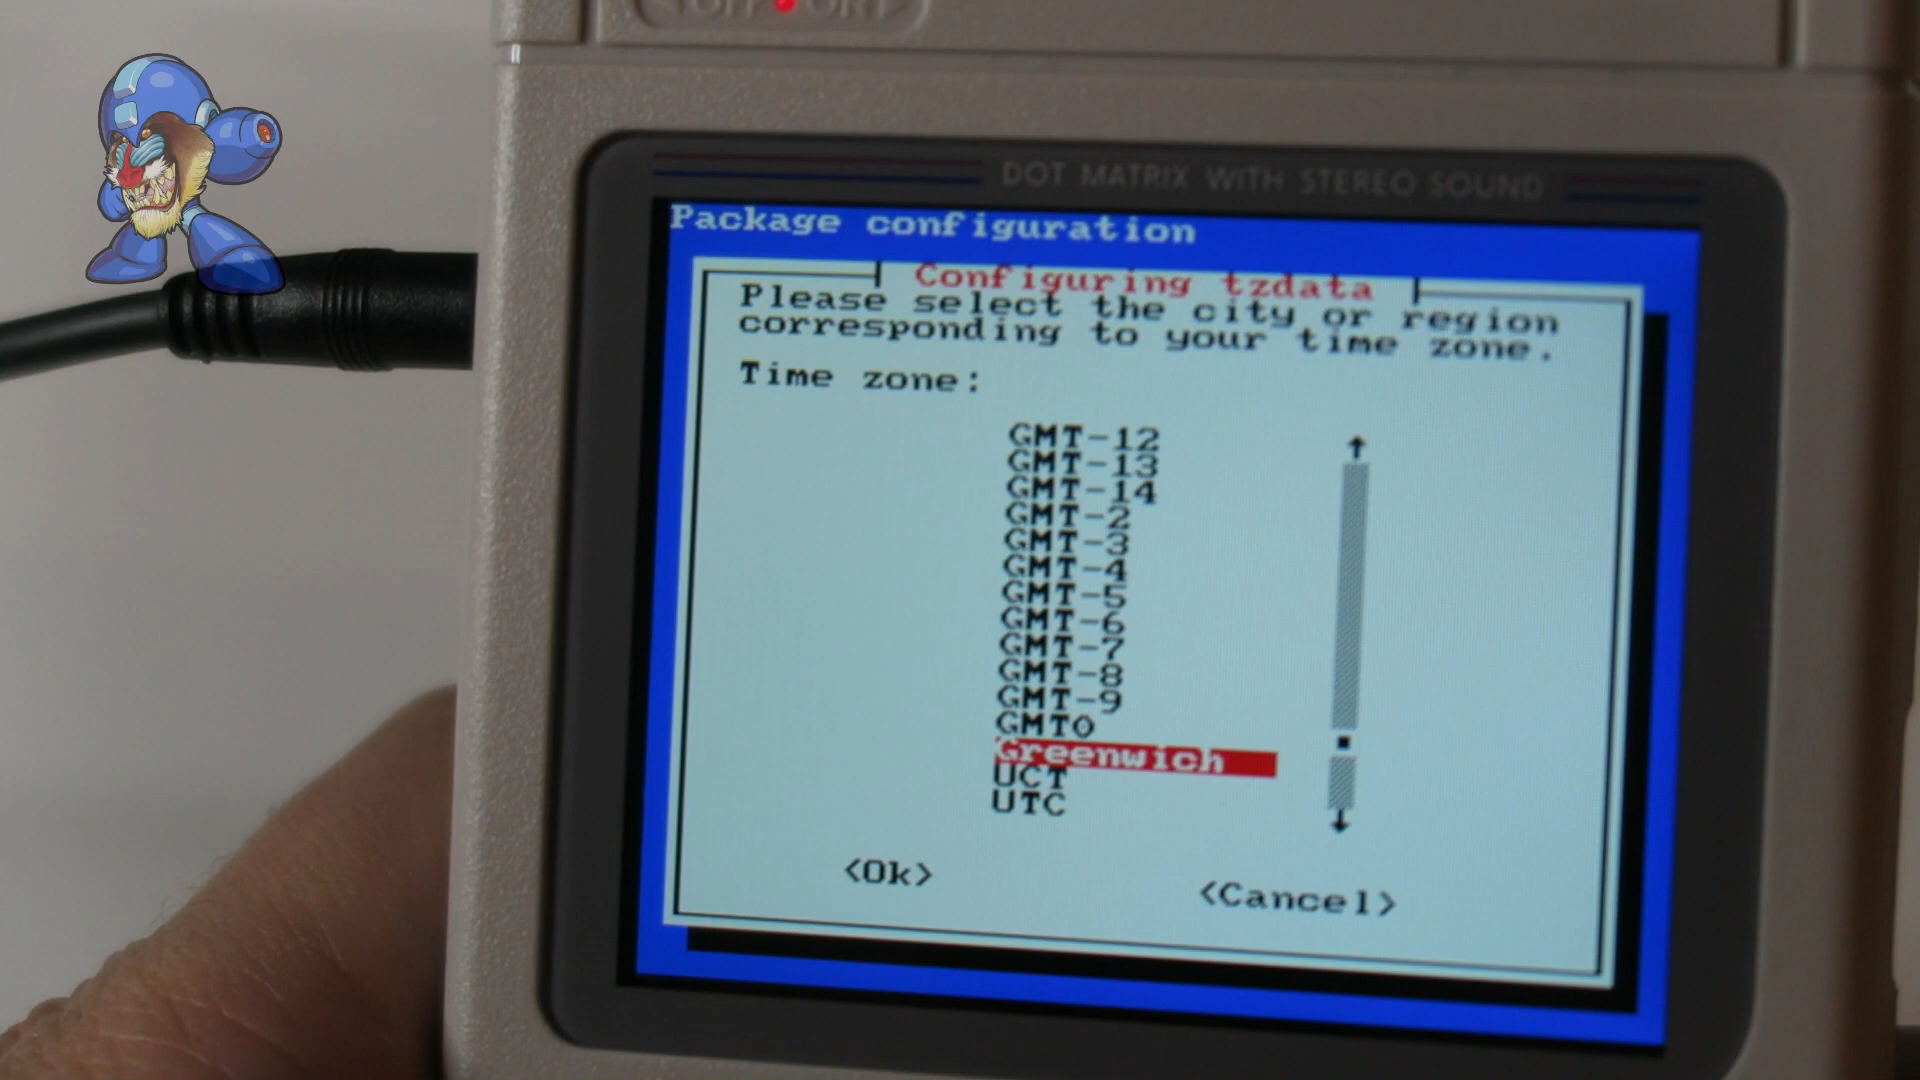 OFF•ON
DOT MATRIX WITH STEREO SOUND
Package configuration
Configuring tzdata
Please select the city or region
corresponding to your time zone.
Time zone:
GMT-12
GMT-13
GMT-14
GMT-2
GMT-3
GMT-4
GMT-5
GMT-6
GMT-7
GMT-8
GMT-9
GMT0
Greenwich
UCT
UTC
<Ok>
<Cancel>